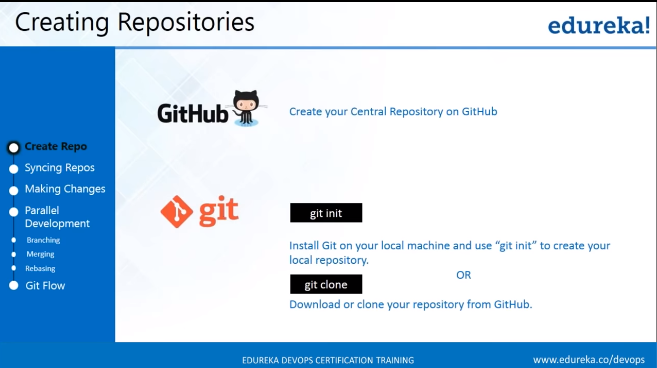 Creating Repositories
edureka!
Create Repo
Syncing Repos
Making Changes
Parallel
Development
Branching
Merging
Rebasing
Git Flow
GitHub
Create your Central Repository on GitHub
git
git init
Install Git on your local machine and use “git init” to create your
local repository.
OR
git clone
Download or clone your repository from GitHub.
EDUREKA DEVOPS CERTIFICATION TRAINING
www.edureka.co/devops